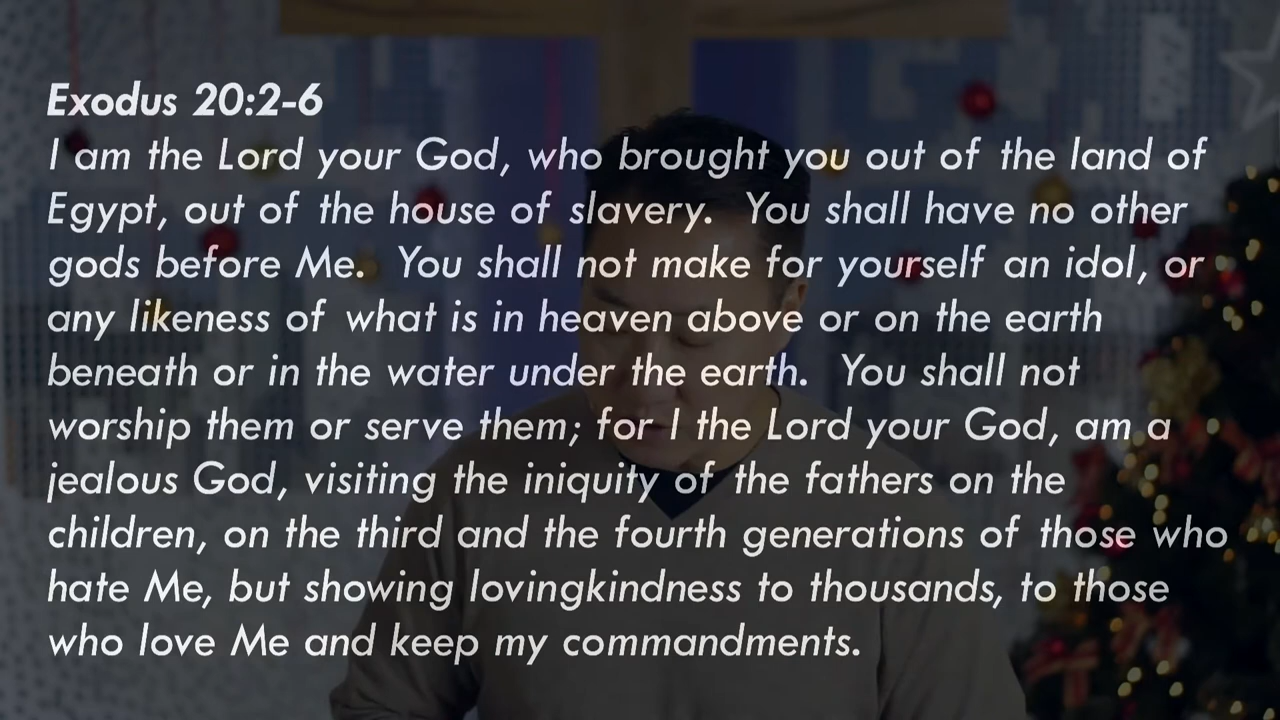 Exodus 20:2-6
I am the Lord your God, who brought you out of the land of
Egypt, out of the house of slavery.  You shall have no other
gods before Me.  You shall not make for yourself an idol, or
any likeness of what is in heaven above or on the earth
beneath or in the water under the earth.  You shall not
worship them or serve them; for I the Lord your God, am a
jealous God, visiting the iniquity of the fathers on the
children, on the third and the fourth generations of those who
hate Me, but showing lovingkindness to thousands, to those
who love Me and keep my commandments.